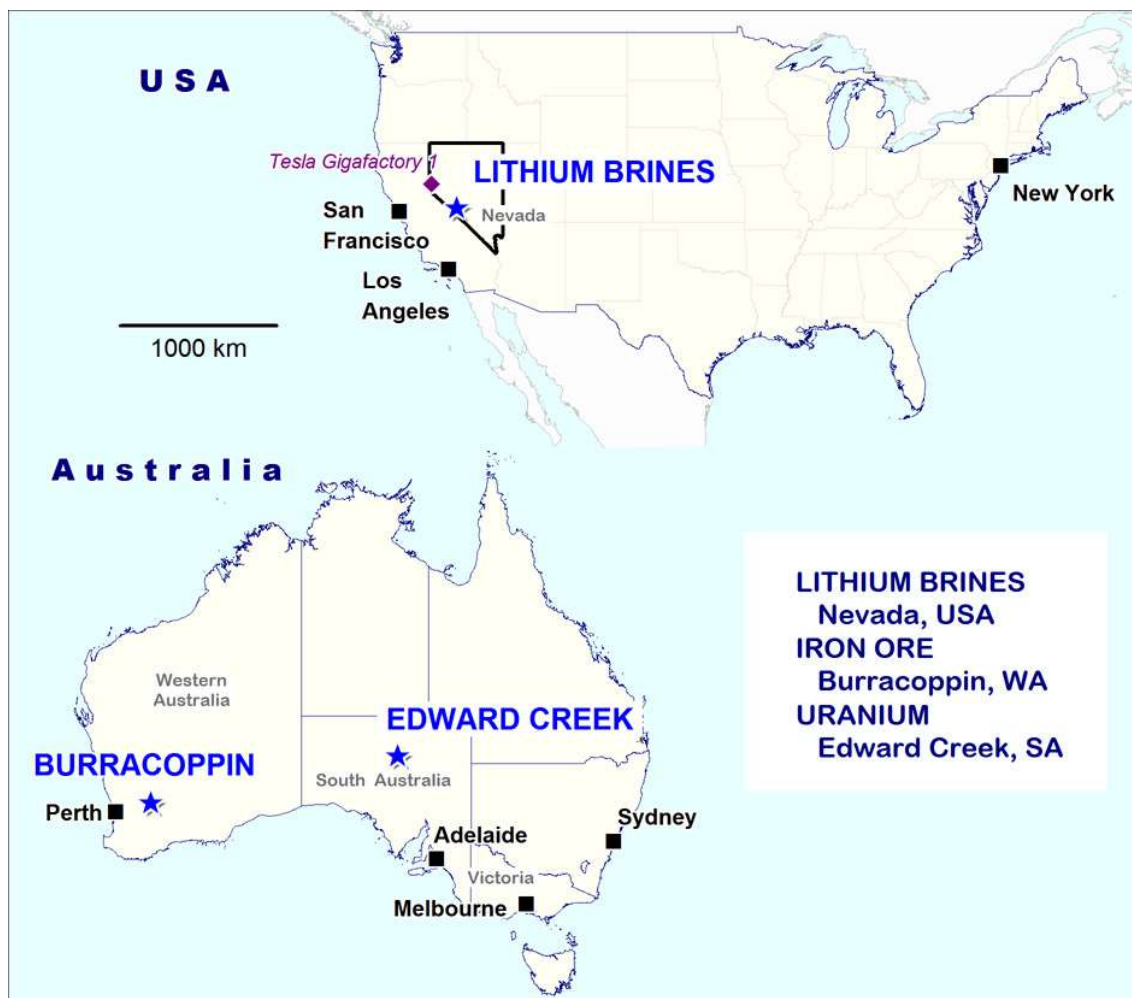 USA
Tesla Gigafactory 1
LITHIUM BRINES
Nevada
San
Francisco
Los
Angeles
New York
1000 km
Australia
Western
Australia
EDWARD CREEK
BURRACOPPIN
South Australia
Perth
Adelaide
Sydney
Victoria
Melbourne
LITHIUM BRINES
Nevada, USA
IRON ORE
Burracoppin, WA
URANIUM
Edward Creek, SA